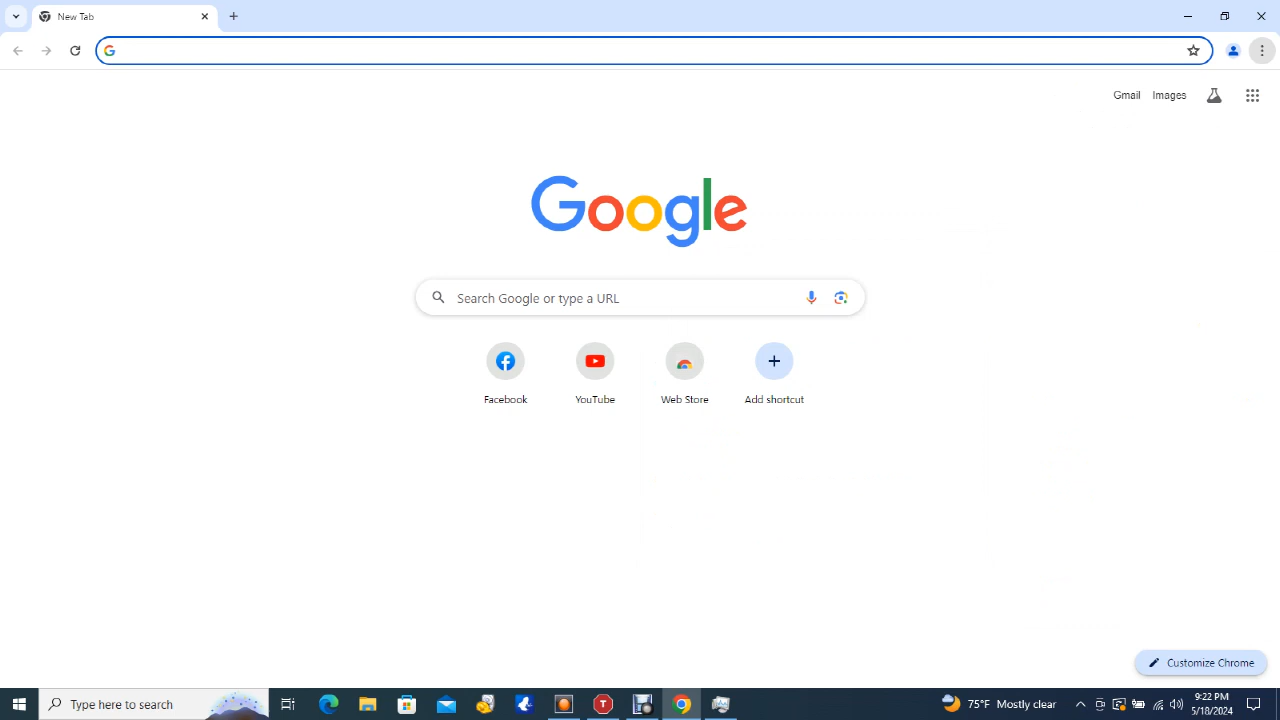 New Tab
Gmail Images
Google
Search Google or type a URL
Facebook YouTube Web Store Add shortcut
Customize Chrome
Type here to search
T
75°F Mostly clear
9:22 PM
5/18/2024